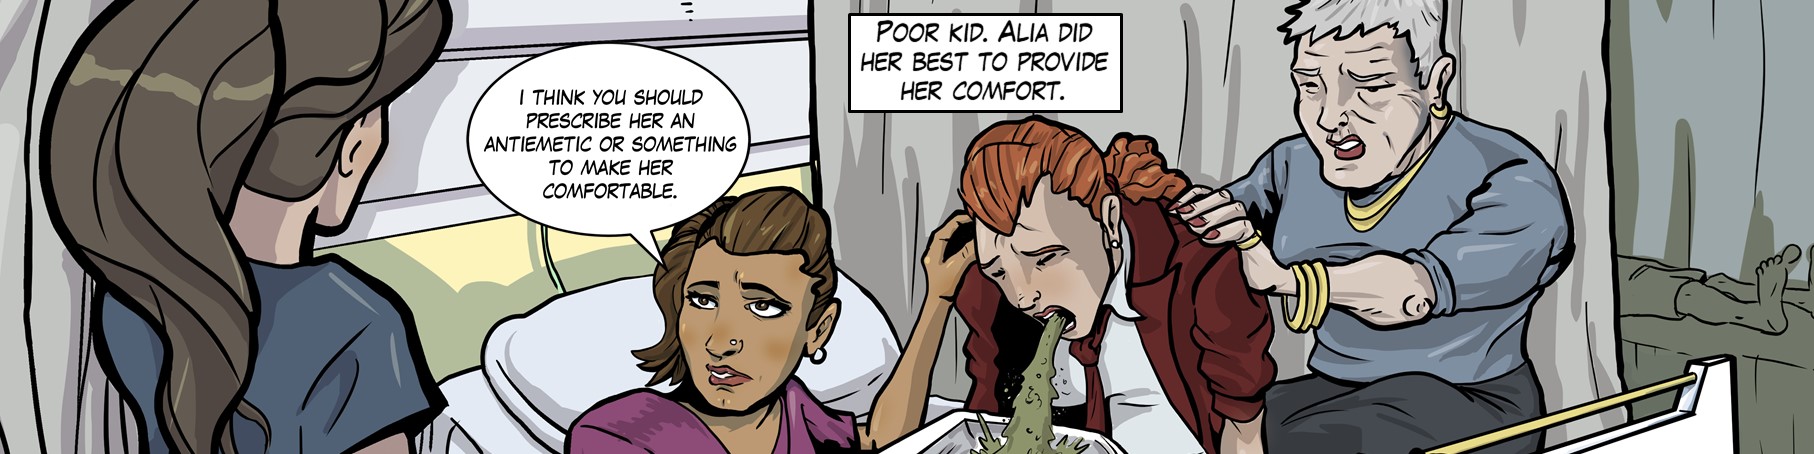 I THINK YOU SHOULD
PRESCRIBE HER AN
ANTIEMETIC OR SOMETHING
TO MAKE HER
COMFORTABLE.
POOR KID. ALIA DID
HER BEST TO PROVIDE
HER COMFORT.